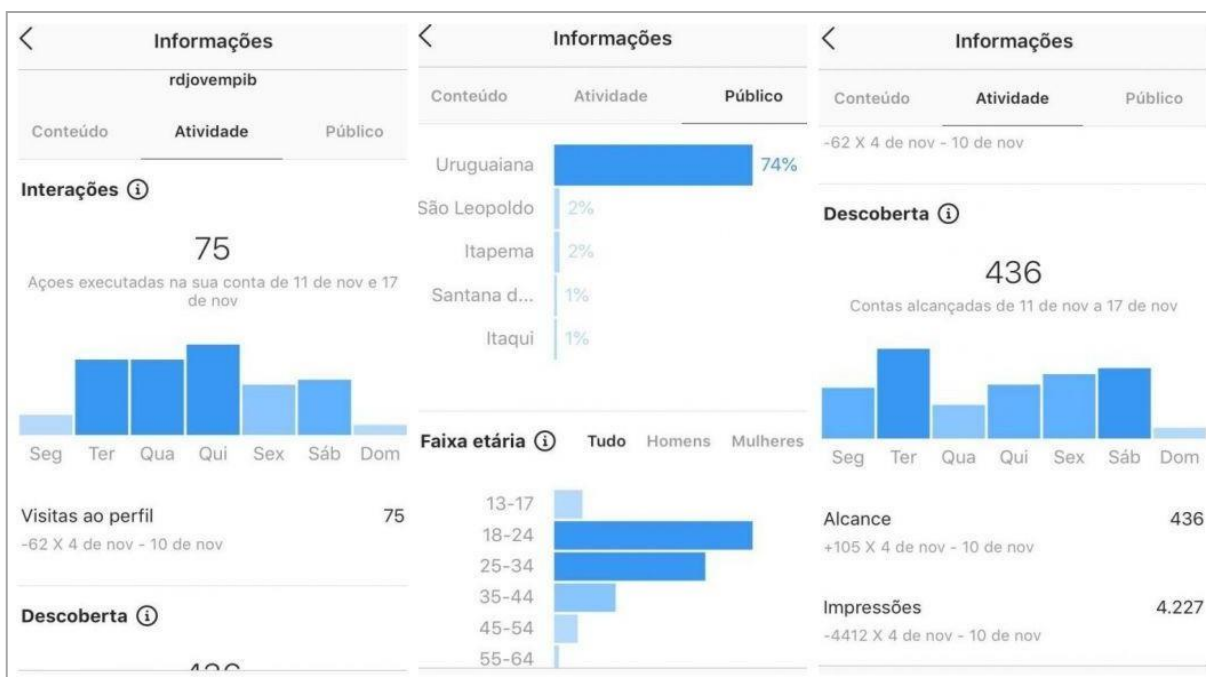 Informações
rdjovempib
Conteúdo Atividade Público
Interações
75
Açoes executadas na sua conta de 11 de nov e 17
de nov
Seg Ter Qua Qui Sex Sáb Dom
Visitas ao perfil 75
-62 X 4 de nov - 10 de nov
Descoberta
436
Informações
Conteúdo Atividade Público
Uruguaiana 74%
São Leopoldo 2%
Itapema 2%
Santana d... 1%
Itaqui 1%
Faixa etária Tudo Homens Mulheres
13-17
18-24
25-34
35-44
45-54
55-64
Informações
Conteúdo Atividade Público
-62 X 4 de nov - 10 de nov
Descoberta
436
Contas alcançadas de 11 de nov a 17 de nov
Seg Ter Qua Qui Sex Sáb Dom
Alcance 436
+105 X 4 de nov - 10 de nov
Impressões 4.227
-4412 X 4 de nov - 10 de nov